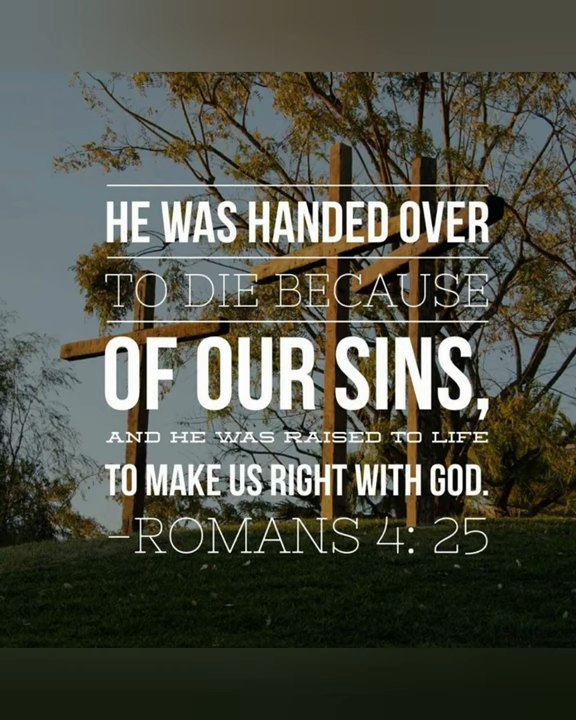 HE WAS HANDED OVER
TO DIE BECAUSE
OF OUR SINS,
AND HE WAS RAISED TO LIFE
TO MAKE US RIGHT WITH GOD.
-ROMANS 4: 25